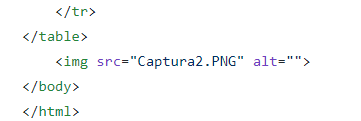 </tr>
</table>
<img src="Captura2.PNG" alt="">
</body>
</html>